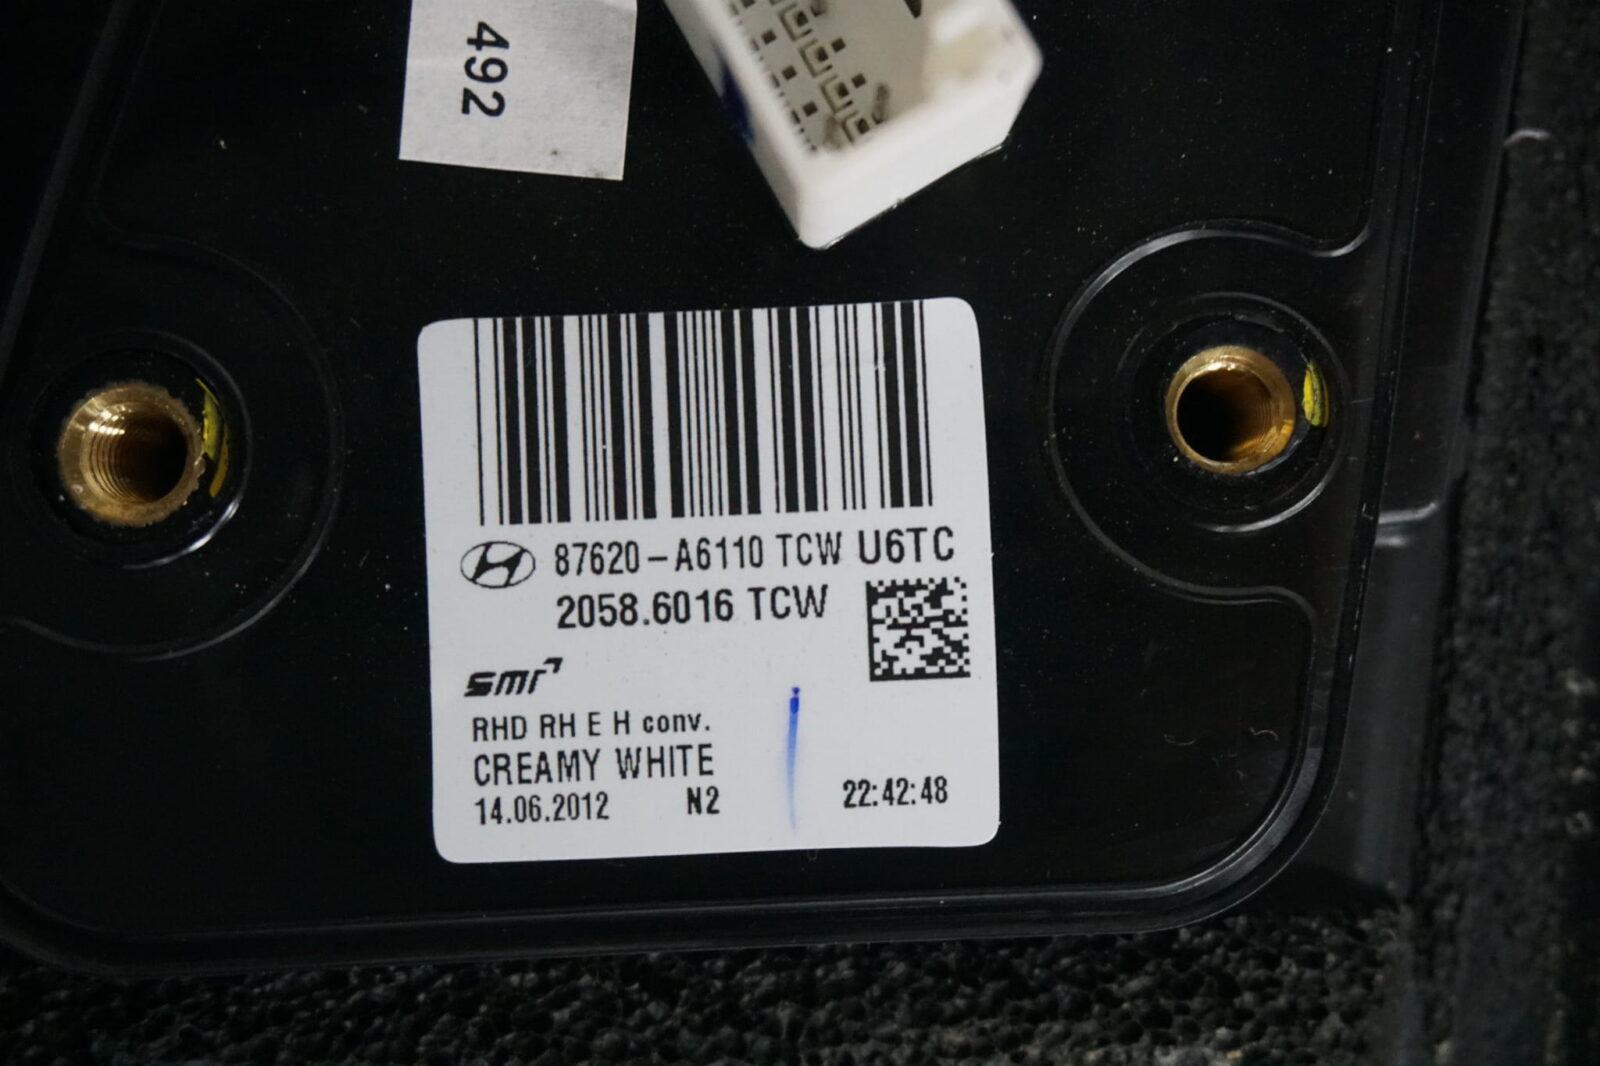 492
87620-A6110 TCW U6TC
2058.6016 TCW
smr
RHD RH E H conv.
CREAMY WHITE
14.06.2012 N2 22:42:48